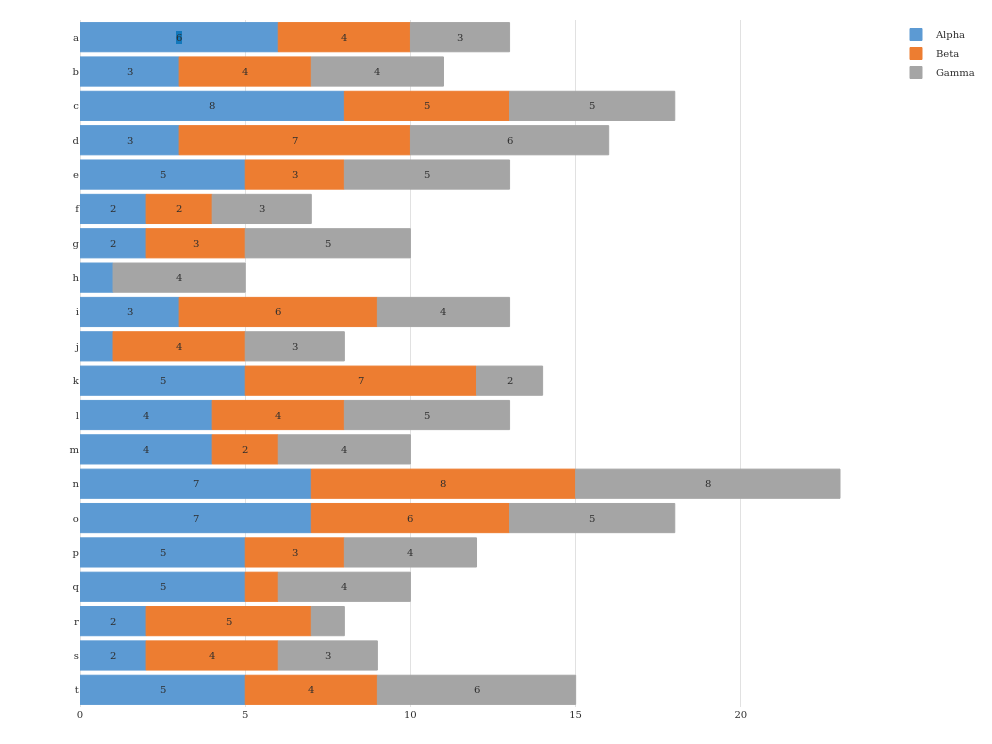 a 6 4 3
b 3 4 4
c 8 5 5
d 3 7 6
e 5 3 5
f 2 2 3
g 2 3 5
h 4
i 3 6 4
j 4 3
k 5 7 2
l 4 4 5
m 4 2 4
n 7 8 8
o 7 6 5
p 5 3 4
q 5 4
r 2 5
s 2 4 3
t 5 4 6
0 5 10 15 20
Alpha
Beta
Gamma